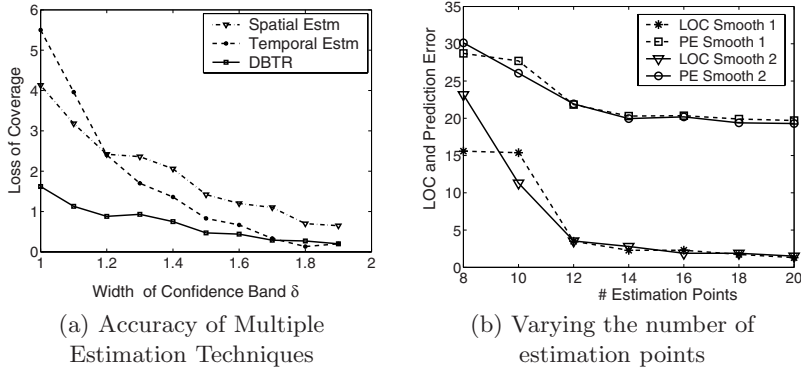 6
5
4
3
2
1
0
Loss of Coverage
Spatial Estm
Temporal Estm
DBTR
1
1.2
1.4
1.6
1.8
2
Width of Confidence Band δ
(a) Accuracy of Multiple
Estimation Techniques
35
30
25
20
15
10
5
0
LOC and Prediction Error
LOC Smooth 1
PE Smooth 1
LOC Smooth 2
PE Smooth 2
8
10
12
14
16
18
20
# Estimation Points
(b) Varying the number of
estimation points